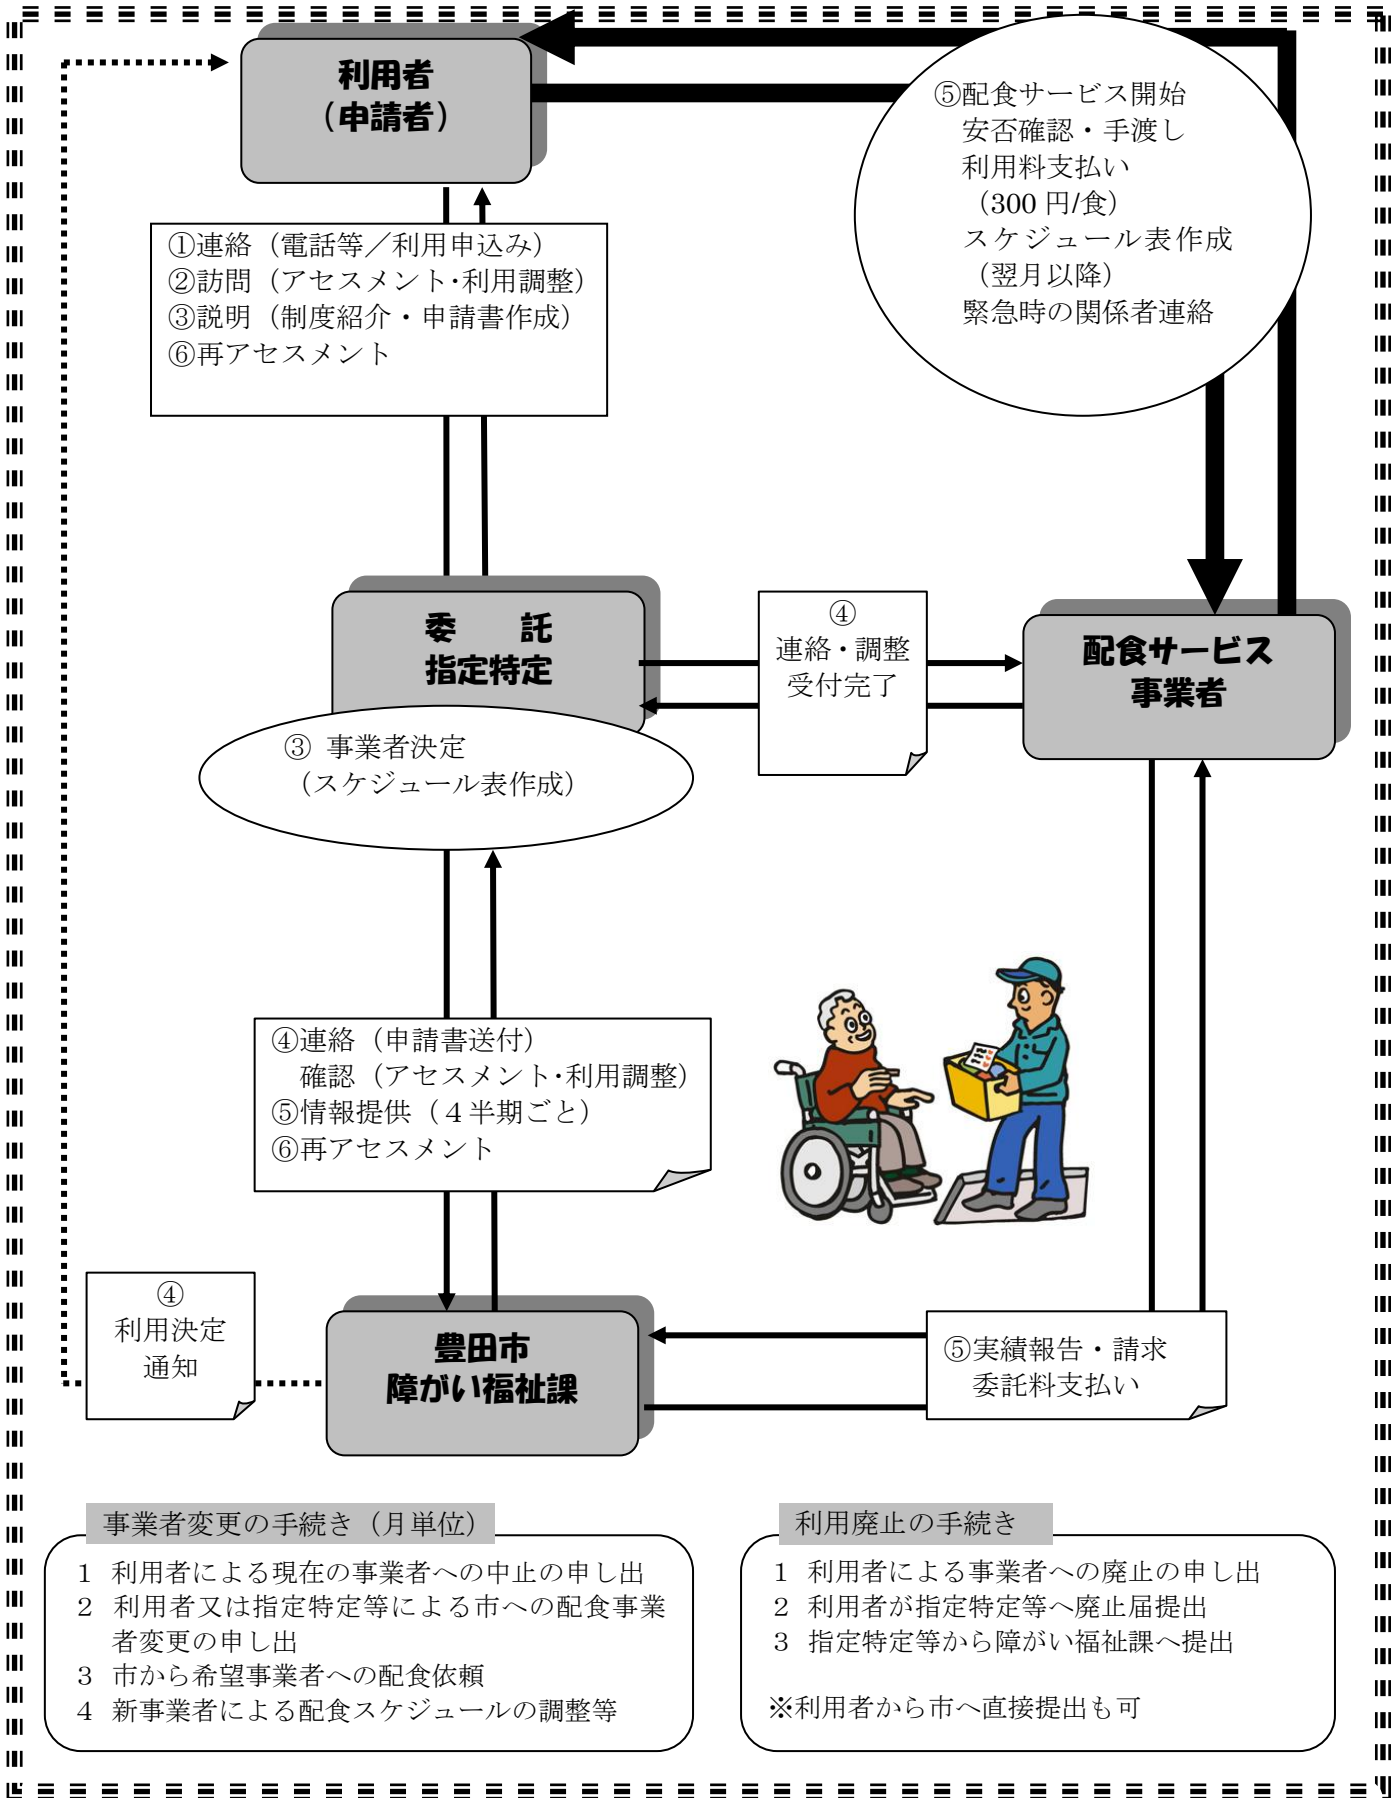 利用者
（申請者）
⑤配食サービス開始
安否確認・手渡し
利用料支払い
（300 円/食）
スケジュール表作成
（翌月以降）
緊急時の関係者連絡
①連絡（電話等／利用申込み）
②訪問（アセスメント・利用調整）
③説明（制度紹介・申請書作成）
⑥再アセスメント
委　　託
指定特定
④
連絡・調整
受付完了
配食サービス
事業者
③ 事業者決定
（スケジュール表作成）
④連絡（申請書送付）
確認（アセスメント・利用調整）
⑤情報提供（４半期ごと）
⑥再アセスメント
④
利用決定
通知
豊田市
障がい福祉課
⑤実績報告・請求
委託料支払い
事業者変更の手続き（月単位）
1 利用者による現在の事業者への中止の申し出
2 利用者又は指定特定等による市への配食事業
者変更の申し出
3 市から希望事業者への配食依頼
4 新事業者による配食スケジュールの調整等
利用廃止の手続き
1 利用者による事業者への廃止の申し出
2 利用者が指定特定等へ廃止届提出
3 指定特定等から障がい福祉課へ提出
※利用者から市へ直接提出も可